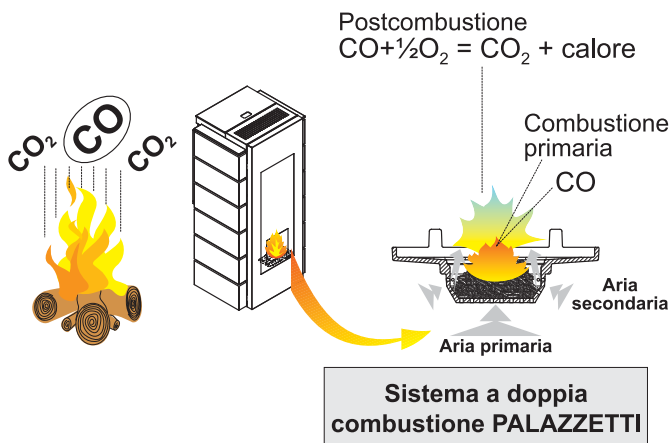 Postcombustione
CO+½O₂ = CO₂ + calore
CO₂
CO
CO₂
Combustione
primaria
CO
Aria
secondaria
Aria primaria
Sistema a doppia
combustione PALAZZETTI